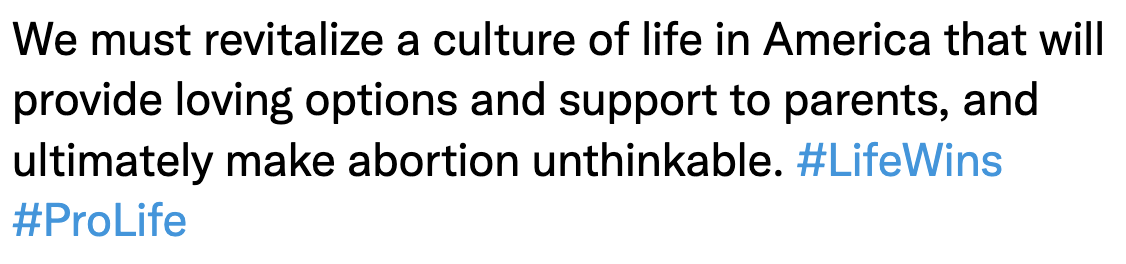 We must revitalize a culture of life in America that will
provide loving options and support to parents, and
ultimately make abortion unthinkable. #LifeWins
#ProLife